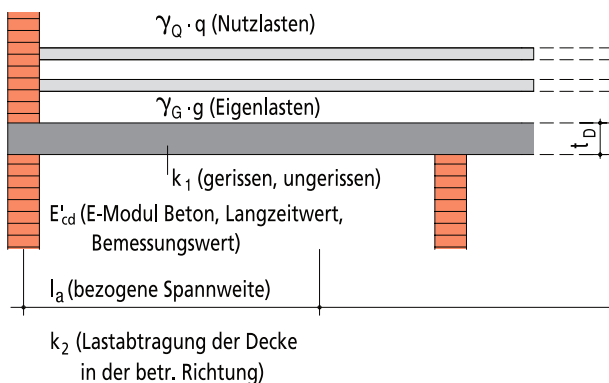 γQ · q (Nutzlasten)
γG · g (Eigenlasten)
tD
k1 (gerissen, ungerissen)
E'cd (E-Modul Beton, Langzeitwert,
Bemessungswert)
la (bezogene Spannweite)
k2 (Lastabtragung der Decke
in der betr. Richtung)